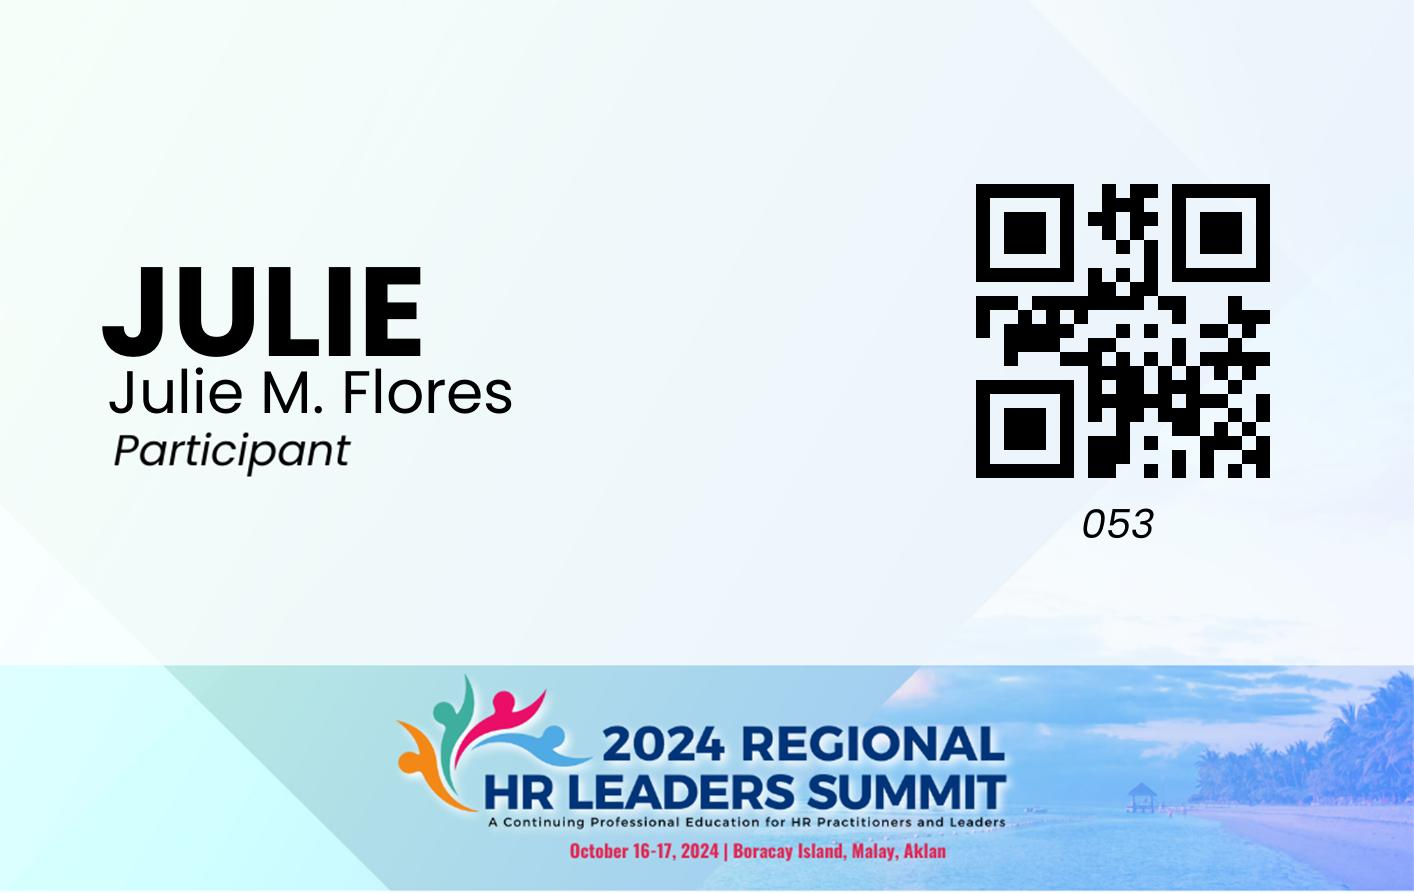 JULIE
Julie M. Flores
Participant
053
2024 REGIONAL
HR LEADERS SUMMIT
A Continuing Professional Education for HR Practitioners and Leaders
October 16-17, 2024 | Boracay Island, Malay, Aklan